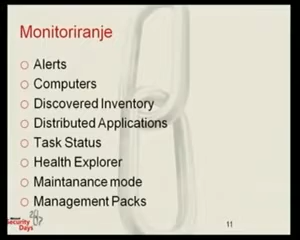 Monitoriranje
Alerts
Computers
Discovered Inventory
Distributed Applications
Task Status
Health Explorer
Maintanance mode
Management Packs
Security
Days
11